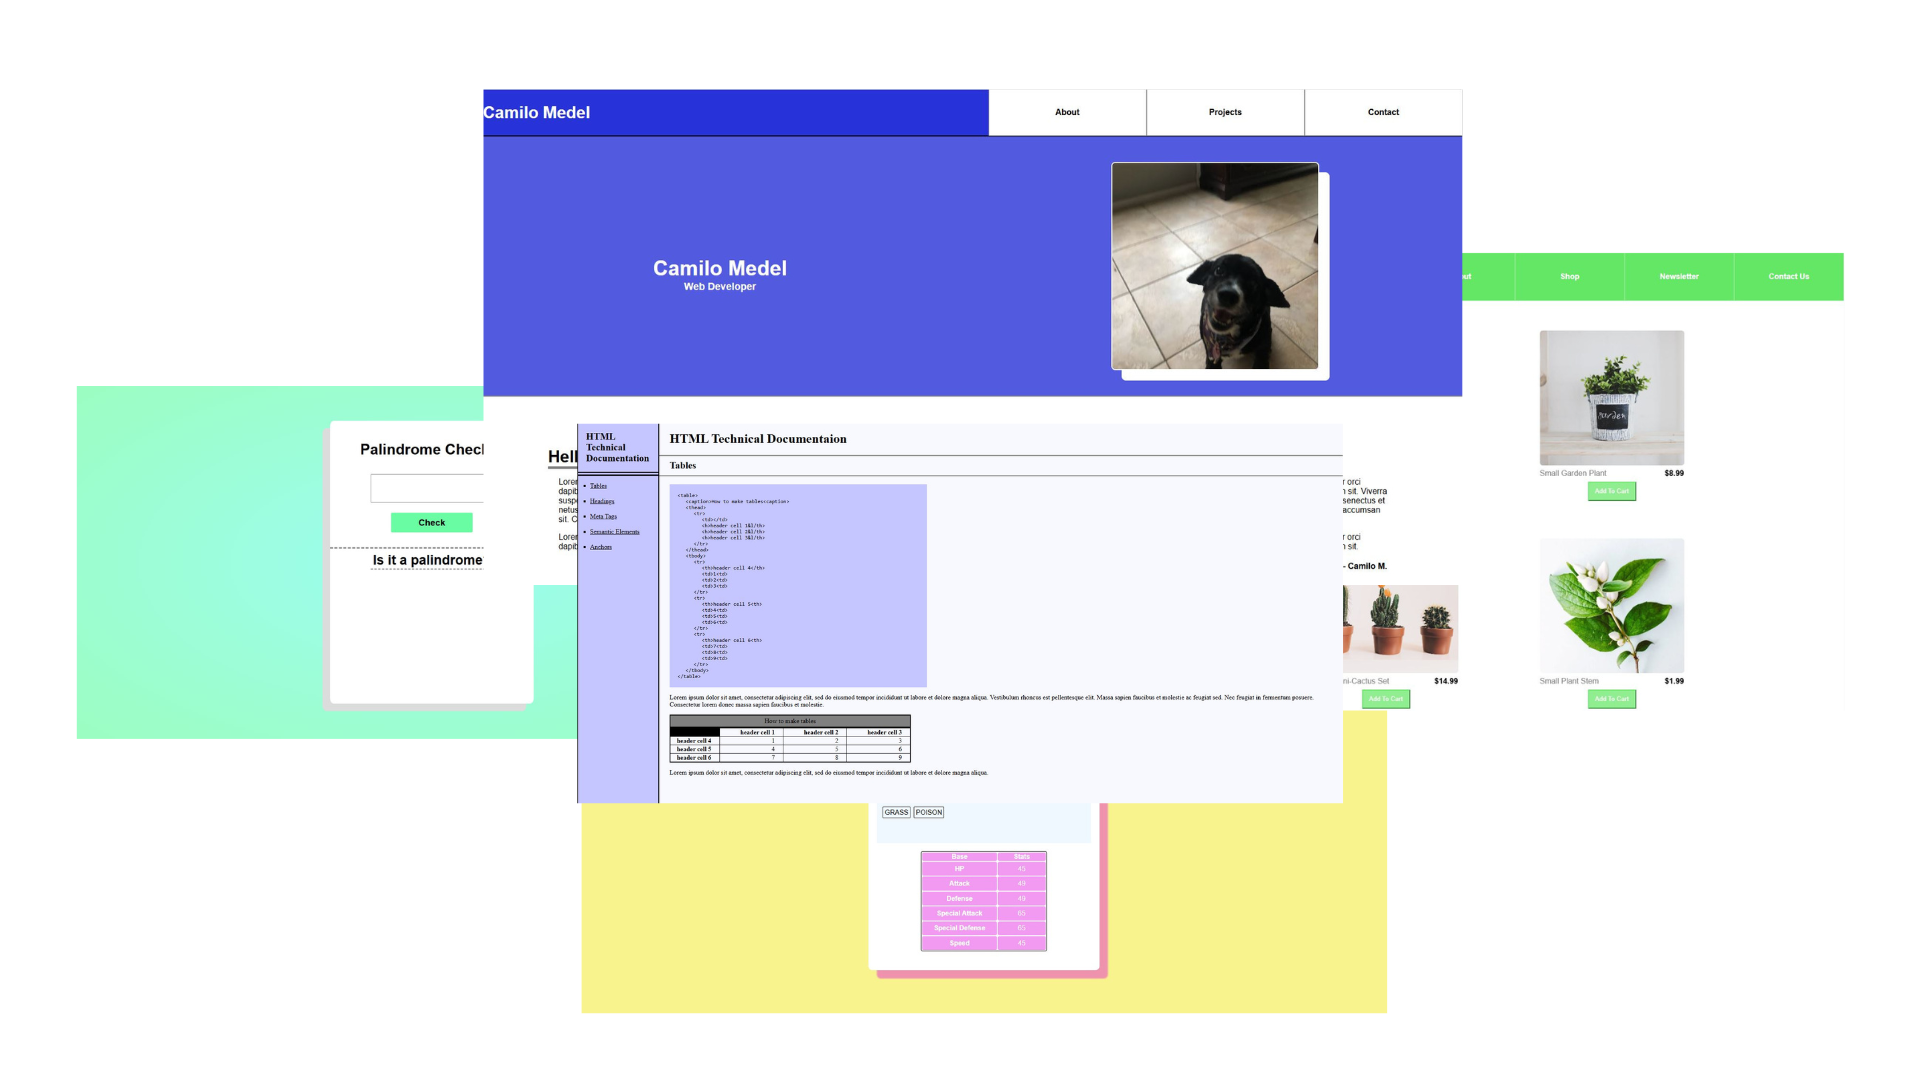 Camilo Medel
About
Projects
Contact
Camilo Medel
Web Developer
out
Shop
Newsletter
Contact Us
garden
Small Garden Plant $8.99
Add To Cart
ni-Cactus Set $14.99
Add To Cart
Small Plant Stem $1.99
Add To Cart
Palindrome Chec
Check
Is it a palindrome
Hell
Lorer
dapib
susp
netus
sit. C
Lorer
dapib
r orci
n sit. Viverra
senectus et
accumsan
r orci
n sit.
- Camilo M.
HTML
Technical
Documentation
Tables
Headings
Meta Tags
Semantic Elements
Anchors
HTML Technical Documentaion
Tables
<table>
<caption>How to make tables<caption>
<thead>
<tr>
<td></td>
<h>header cell 1&l/th>
<h>header cell 2&l/th>
<h>header cell 3&l/th>
</tr>
</thead>
<tbody>
<tr>
<th>header cell 4</th>
<td>1<td>
<td>2<td>
<td>3<td>
</tr>
<tr>
<th>header cell 5<th>
<td>4<td>
<td>5<td>
<td>6<td>
</tr>
<tr>
<th>header cell 6<th>
<td>7<td>
<td>8<td>
<td>9<td>
</tr>
</tbody>
</table>
Lorem ipsum dolor sit amet, consectetur adipiscing elit, sed do eiusmod tempor incididunt ut labore et dolore magna aliqua. Vestibulum rhoncus est pellentesque elit. Massa sapien faucibus et molestie ac feugiat sed. Nec feugiat in fermentum posuere.
Consectetur lorem donec massa sapien faucibus et molestie.
How to make tables
header cell 1 header cell 2 header cell 3
header cell 4 1 2 3
header cell 5 4 5 6
header cell 6 7 8 9
Lorem ipsum dolor sit amet, consectetur adipiscing elit, sed do eiusmod tempor incididunt ut labore et dolore magna aliqua.
GRASS POISON
Base Stats
HP 45
Attack 49
Defense 49
Special Attack 65
Special Defense 65
Speed 45